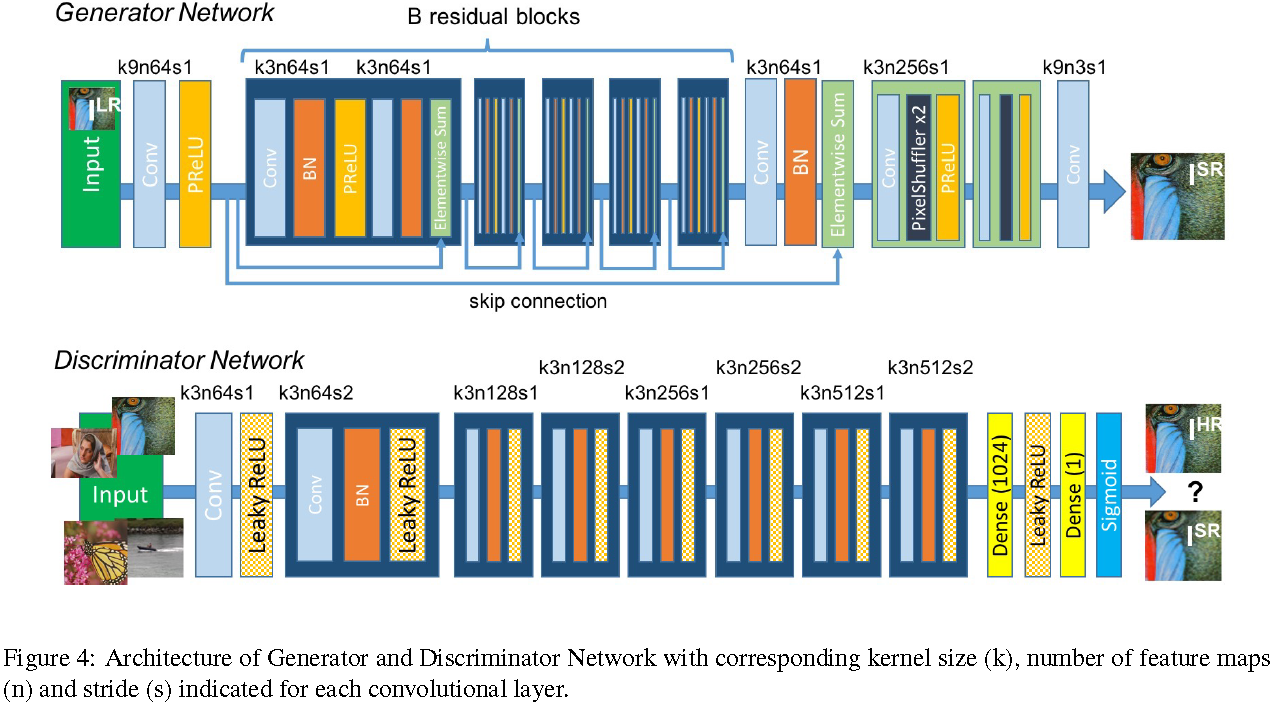 Generator Network
B residual blocks
k9n64s1
k3n64s1
k3n64s1
k3n64s1
k3n256s1
k9n3s1
I^LR
Input
Conv
PReLU
Conv
BN
PReLU
Elementwise Sum
Conv
BN
Elementwise Sum
Conv
PixelShuffler x2
PReLU
Conv
I^SR
skip connection
Discriminator Network
k3n128s2
k3n256s2
k3n512s2
k3n64s1
k3n64s2
k3n128s1
k3n256s1
k3n512s1
Input
Conv
Leaky ReLU
Conv
BN
Leaky ReLU
Dense (1024)
Leaky ReLU
Dense (1)
Sigmoid
I^HR
?
I^SR
Figure 4: Architecture of Generator and Discriminator Network with corresponding kernel size (k), number of feature maps
(n) and stride (s) indicated for each convolutional layer.